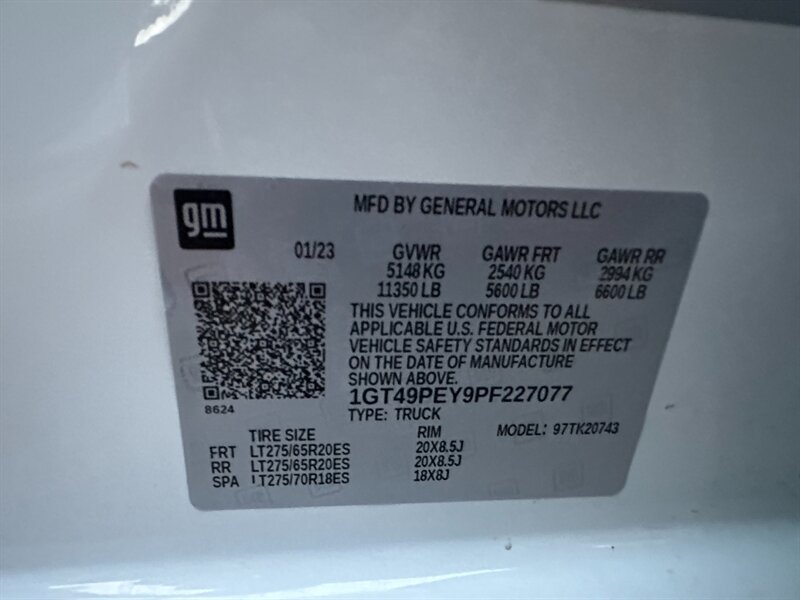 gm
MFD BY GENERAL MOTORS LLC
01/23 GVWR GAWR FRT GAWR RR
5148 KG 2540 KG 2994 KG
11350 LB 5600 LB 6600 LB
THIS VEHICLE CONFORMS TO ALL
APPLICABLE U.S. FEDERAL MOTOR
VEHICLE SAFETY STANDARDS IN EFFECT
ON THE DATE OF MANUFACTURE
SHOWN ABOVE.
8624
1GT49PEY9PF227077
TYPE: TRUCK
TIRE SIZE RIM MODEL: 97TK20743
FRT LT275/65R20ES 20X8.5J
RR LT275/65R20ES 20X8.5J
SPA LT275/70R18ES 18X8J